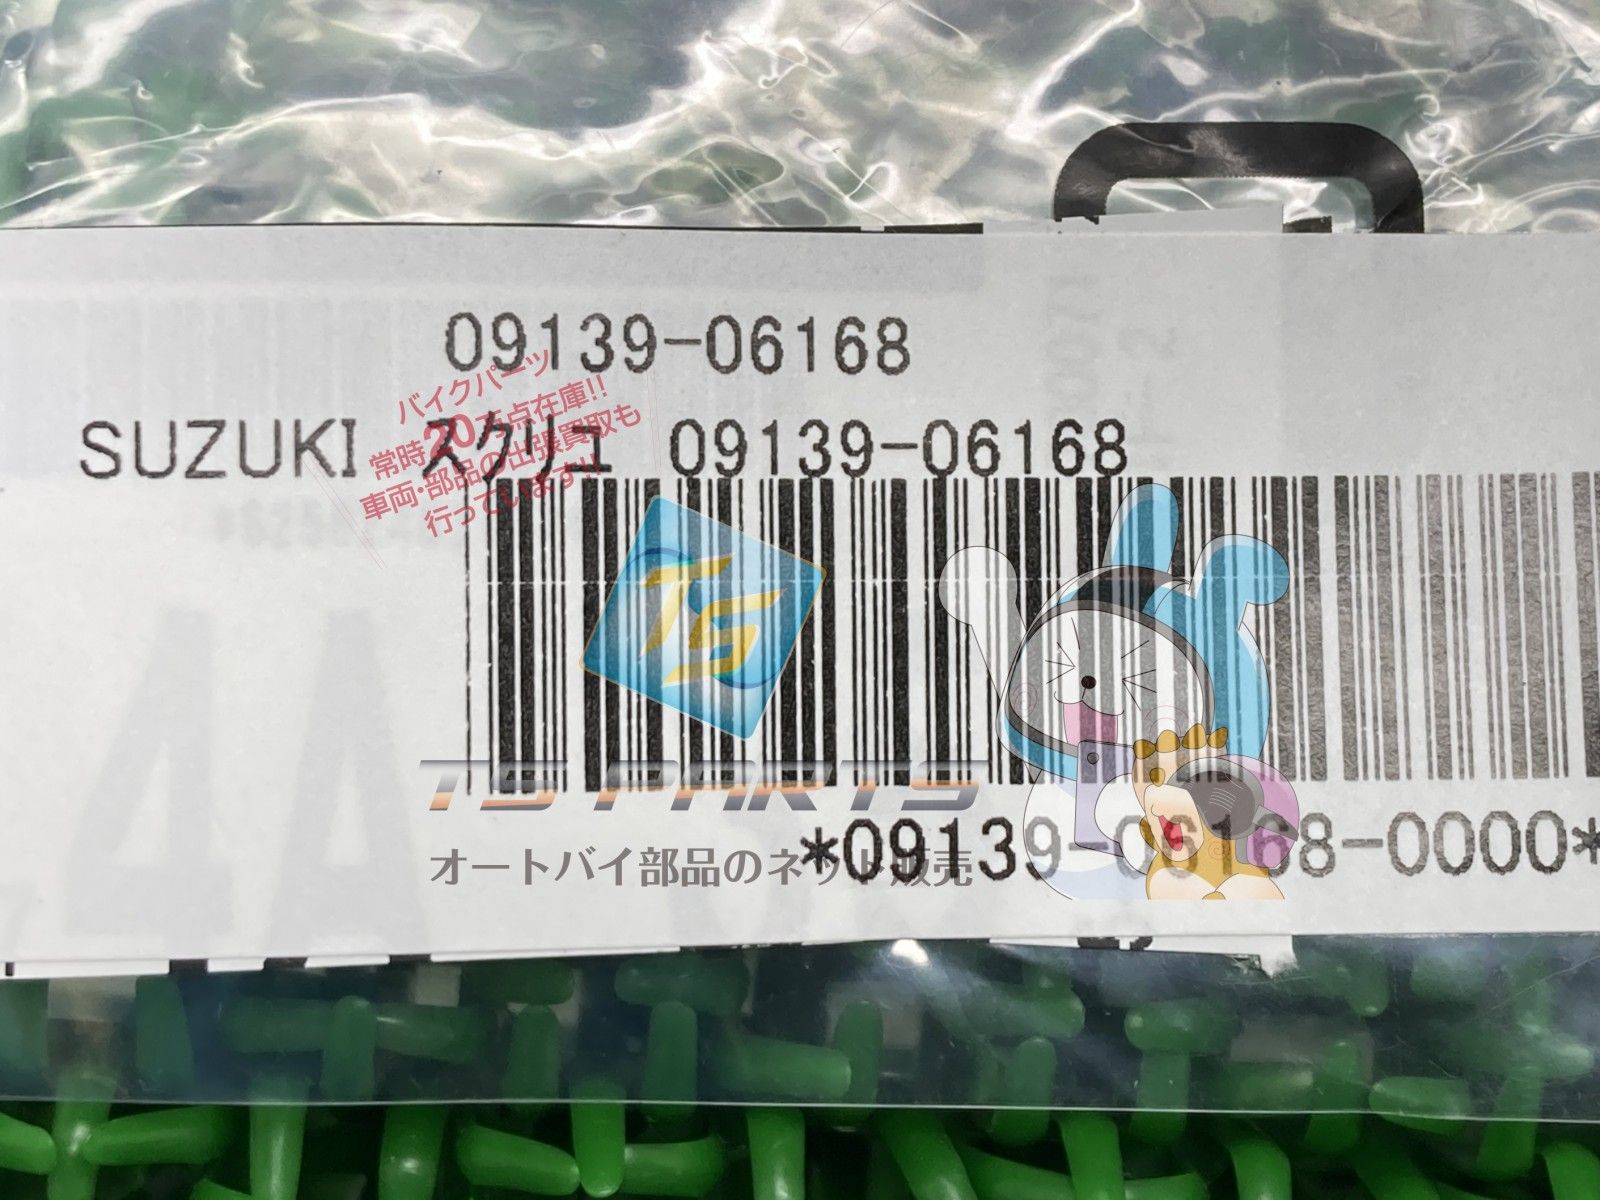 09139-06168
バイクパーツ
常時20万点在庫!!
車両・部品の出張買取も
行っています!!
SUZUKI スクリュ 09139-06168
TS
TS PARTS
オートバイ部品のネット販売
*09139-06168-0000*